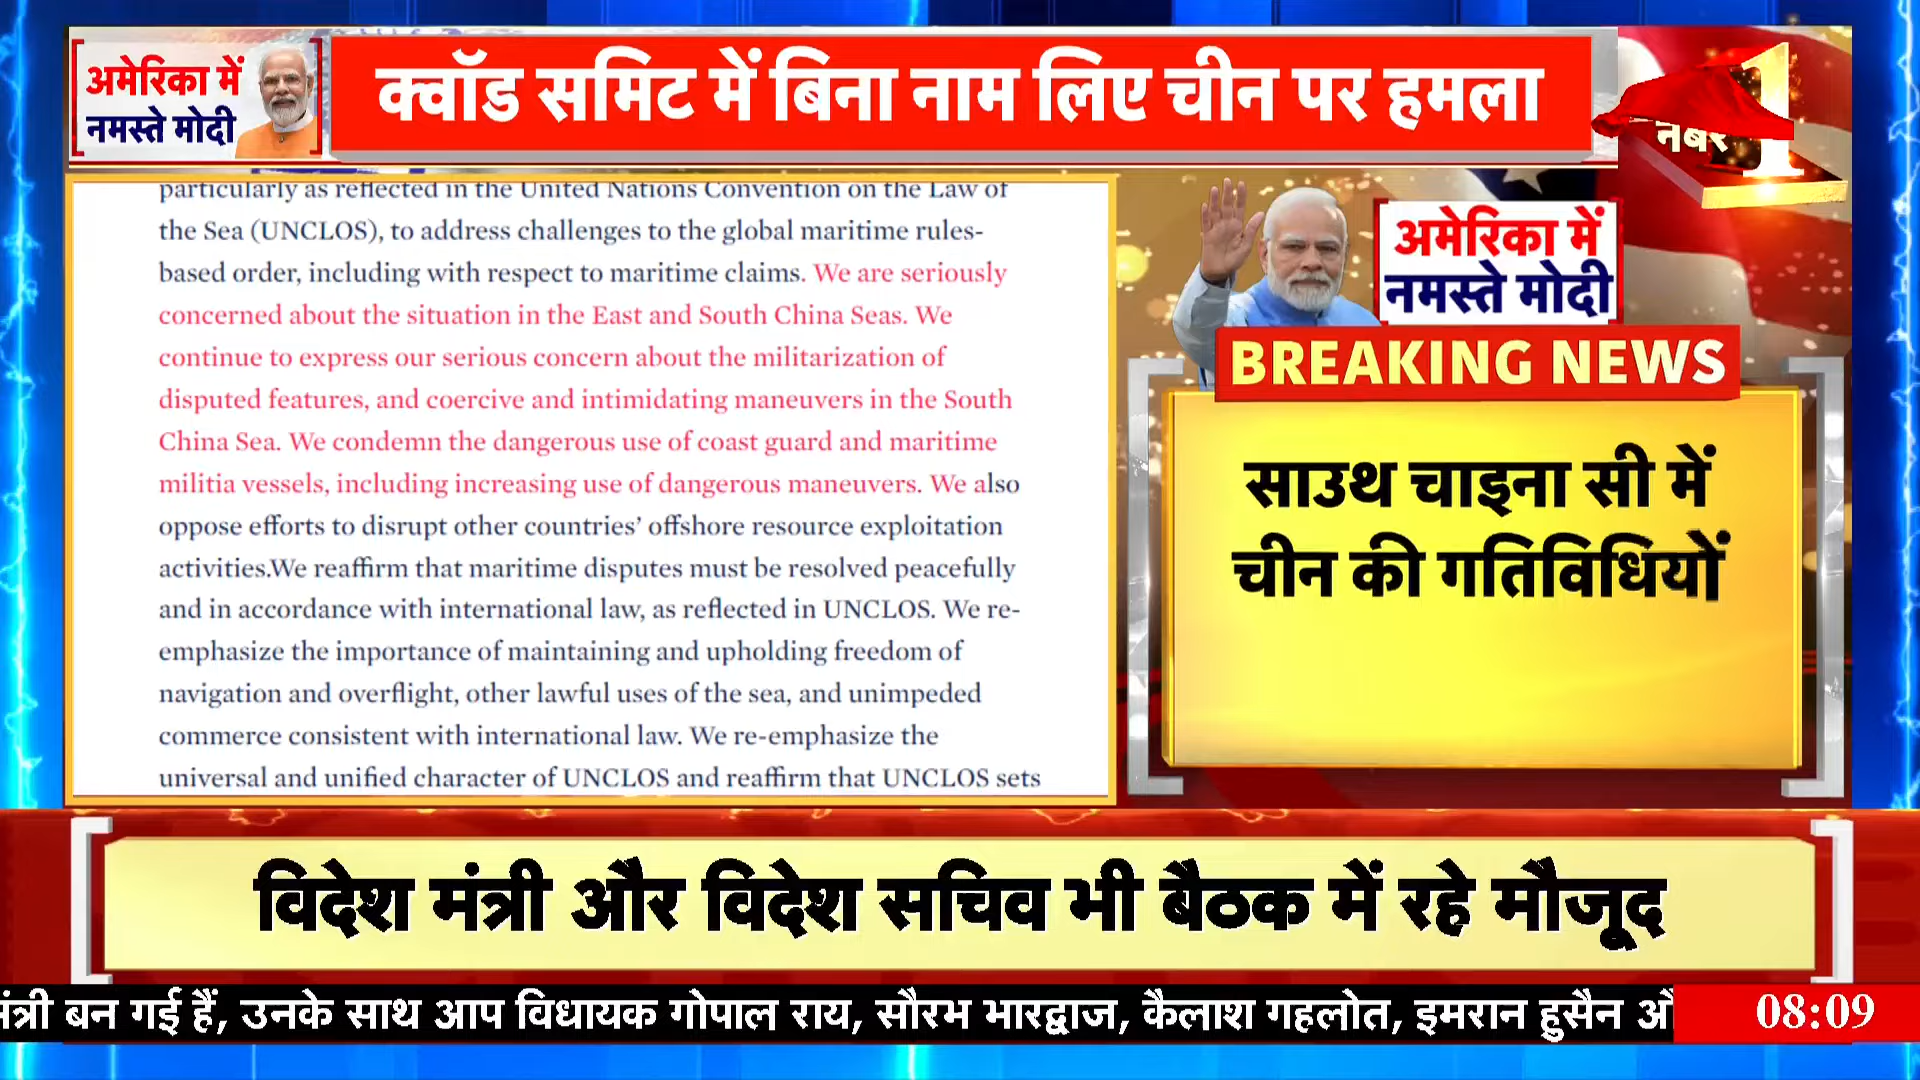 अमेरिका में
नमस्ते मोदी
क्वॉड समिट में बिना नाम लिए चीन पर हमला
नंबर 1
particularly as reflected in the United Nations Convention on the Law of
the Sea (UNCLOS), to address challenges to the global maritime rules-
based order, including with respect to maritime claims. We are seriously
concerned about the situation in the East and South China Seas. We
continue to express our serious concern about the militarization of
disputed features, and coercive and intimidating maneuvers in the South
China Sea. We condemn the dangerous use of coast guard and maritime
militia vessels, including increasing use of dangerous maneuvers. We also
oppose efforts to disrupt other countries’ offshore resource exploitation
activities.We reaffirm that maritime disputes must be resolved peacefully
and in accordance with international law, as reflected in UNCLOS. We re-
emphasize the importance of maintaining and upholding freedom of
navigation and overflight, other lawful uses of the sea, and unimpeded
commerce consistent with international law. We re-emphasize the
universal and unified character of UNCLOS and reaffirm that UNCLOS sets
अमेरिका में
नमस्ते मोदी
BREAKING NEWS
साउथ चाइना सी में
चीन की गतिविधियों
विदेश मंत्री और विदेश सचिव भी बैठक में रहे मौजूद
मंत्री बन गई हैं, उनके साथ आप विधायक गोपाल राय, सौरभ भारद्वाज, कैलाश गहलोत, इमरान हुसैन
08:09